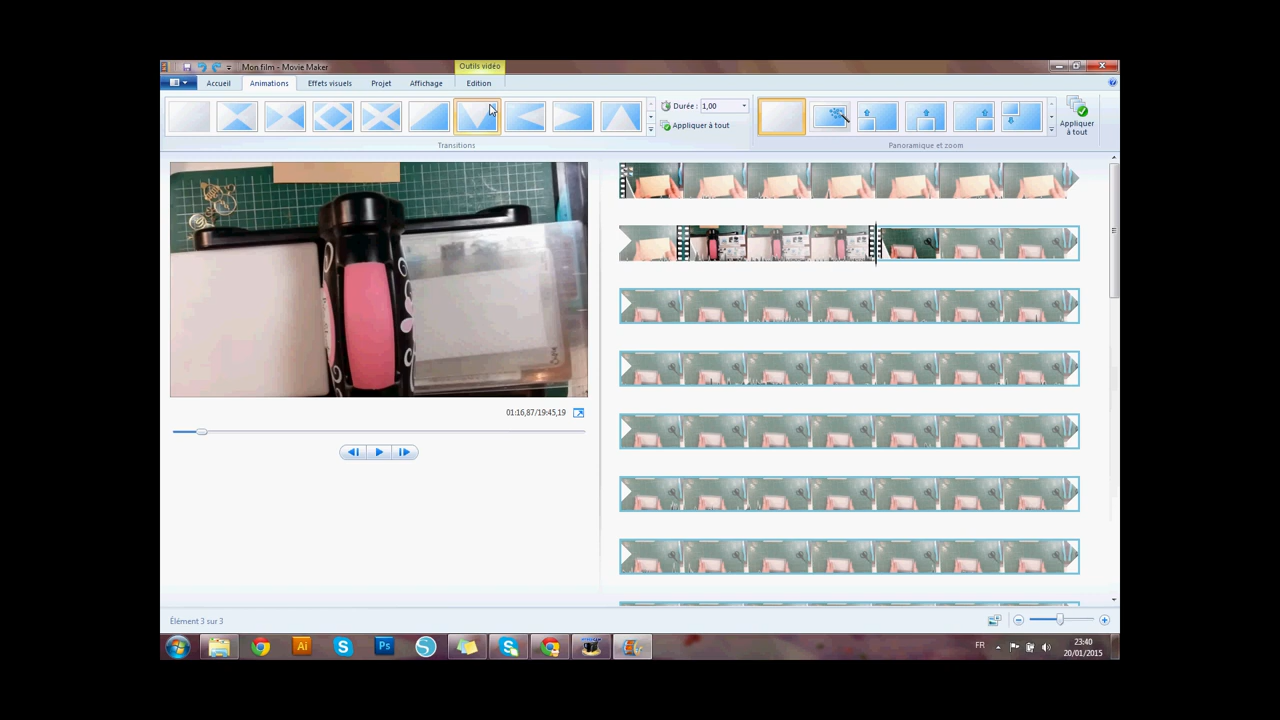 Mon film - Movie Maker
Outils vidéo
Accueil
Animations
Effets visuels
Projet
Affichage
Edition
Durée : 1,00
Appliquer à tout
Appliquer
à tout
Transitions
Panoramique et zoom
01:16,87/19:45,19
Élément 3 sur 3
Ai
Ps
FR
23:40
20/01/2015